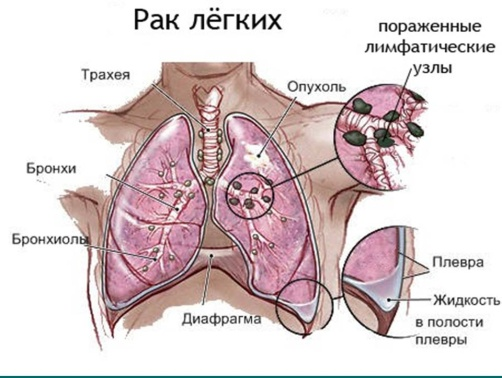 Рак лёгких
пораженные
лимфатические
узлы
Трахея
Опухоль
Бронхи
Бронхиолы
Диафрагма
Плевра
Жидкость
в полости
плевры